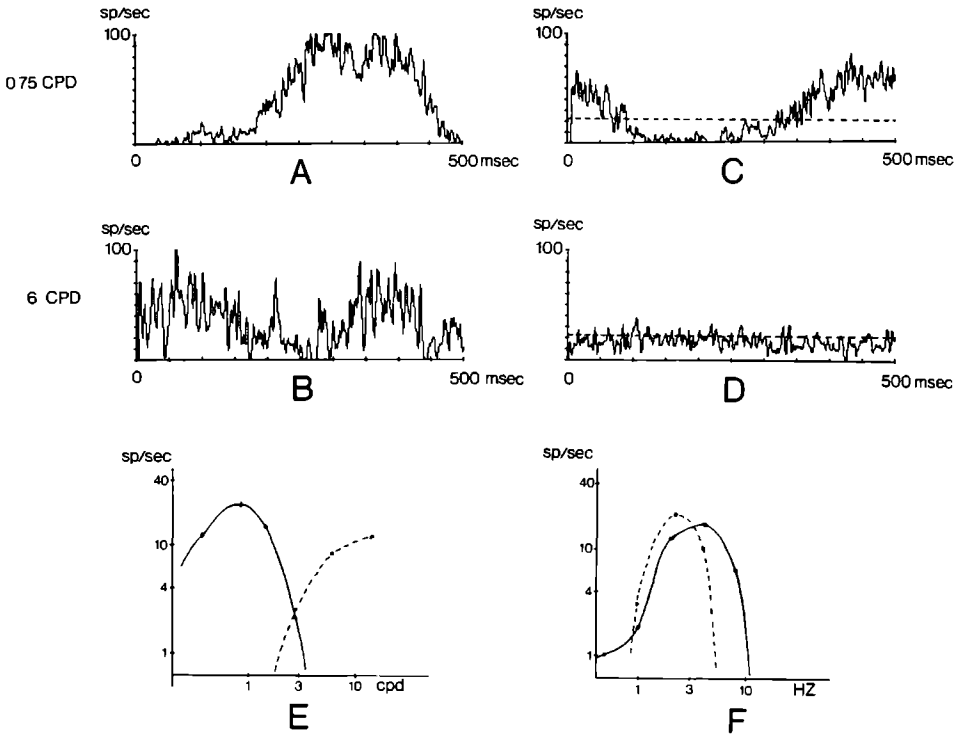 sp/sec sp/sec
100 100
0 75 CPD
0 500 msec 0 500 msec
A C
sp/sec sp/sec
100 100
6 CPD
0 500 msec 0 500 msec
B D
sp/sec sp/sec
40 40
10 10
4 4
1 1
1 3 10 cpd 1 3 10 HZ
E F